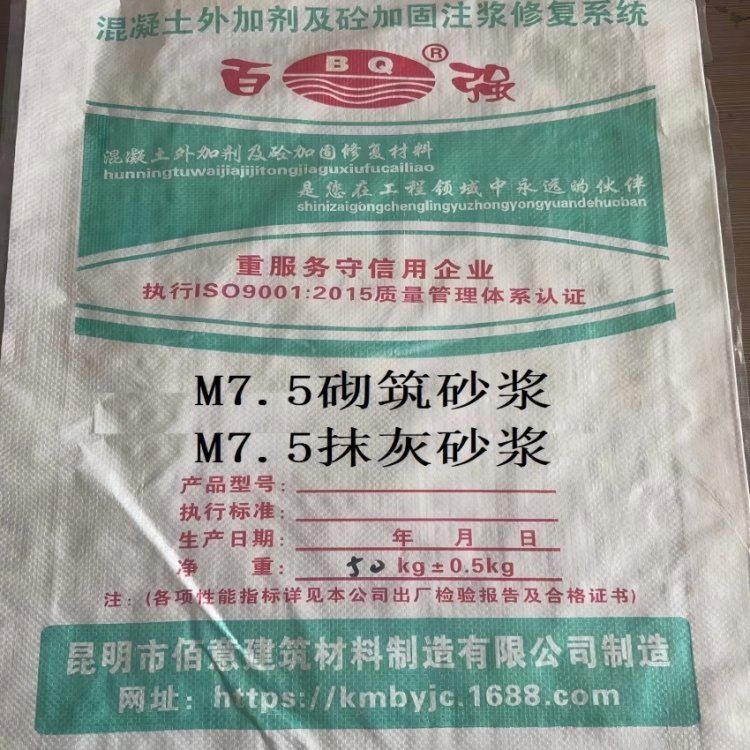 混凝土外加剂及砼加固注浆修复系统
百 BQ® 强
混凝土外加剂及砼加固修复材料
hunningtuwaijiajijitongjiaguxiufucailiao
是您在工程领域中永远的伙伴
shinizaigongchenglingyuzhongyongyuandehuoban
重服务守信用企业
执行ISO9001:2015质量管理体系认证
M7.5砌筑砂浆
M7.5抹灰砂浆
产品型号:
执行标准:
生产日期: 年 月 日
净 重: 50 kg±0.5kg
注:(各项性能指标详见本公司出厂检验报告及合格证书)
昆明市佰薏建筑材料制造有限公司制造
网址:https://kmbyjc.1688.com